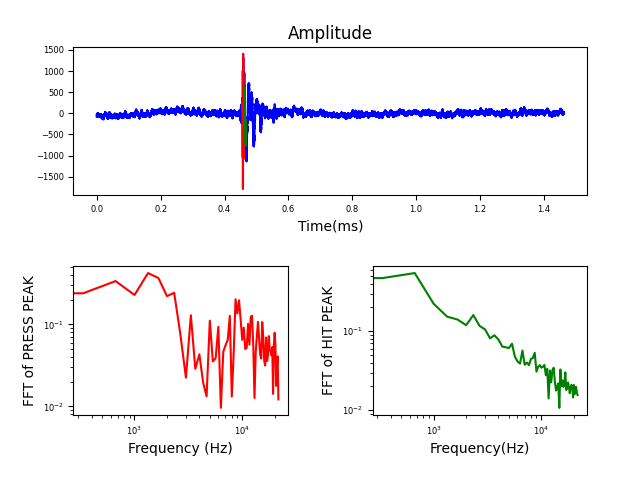 Amplitude
1500
1000
500
0
−500
−1000
−1500
0.0 0.2 0.4 0.6 0.8 1.0 1.2 1.4
Time(ms)
FFT of PRESS PEAK
10⁻¹
10⁻²
10³ 10⁴
Frequency (Hz)
FFT of HIT PEAK
10⁻¹
10⁻²
10³ 10⁴
Frequency(Hz)